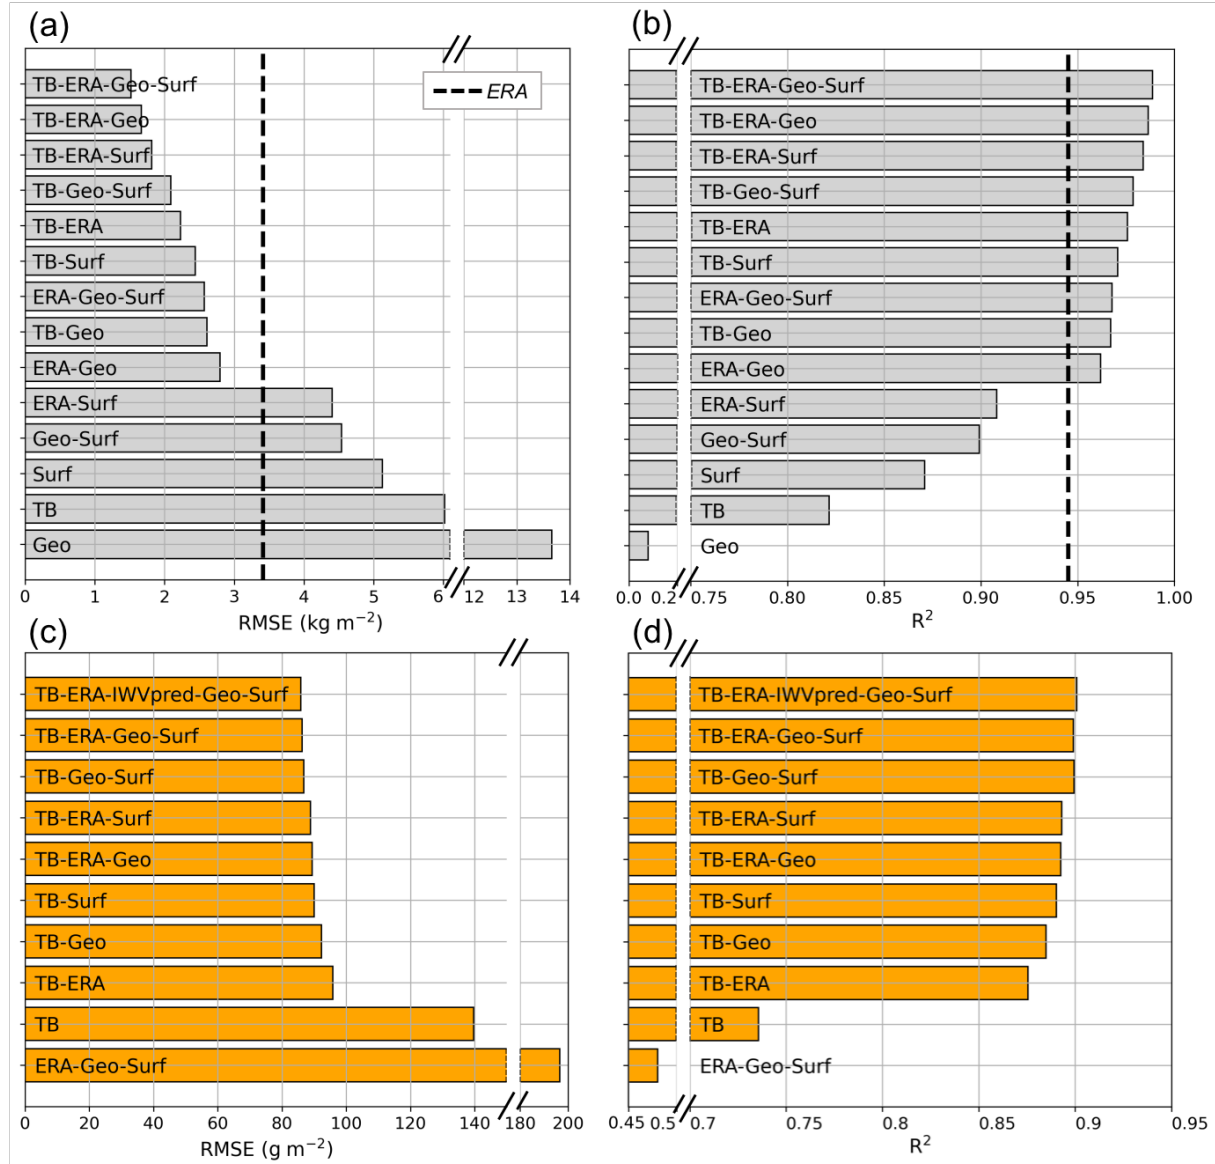 (a)
TB-ERA-Geo-Surf
TB-ERA-Geo
TB-ERA-Surf
TB-Geo-Surf
TB-ERA
TB-Surf
ERA-Geo-Surf
TB-Geo
ERA-Geo
ERA-Surf
Geo-Surf
Surf
TB
Geo
ERA
0 1 2 3 4 5 6 12 13 14
RMSE (kg m⁻²)
(b)
TB-ERA-Geo-Surf
TB-ERA-Geo
TB-ERA-Surf
TB-Geo-Surf
TB-ERA
TB-Surf
ERA-Geo-Surf
TB-Geo
ERA-Geo
ERA-Surf
Geo-Surf
Surf
TB
Geo
0.0 0.2 0.75 0.80 0.85 0.90 0.95 1.00
R²
(c)
TB-ERA-IWVpred-Geo-Surf
TB-ERA-Geo-Surf
TB-Geo-Surf
TB-ERA-Surf
TB-ERA-Geo
TB-Surf
TB-Geo
TB-ERA
TB
ERA-Geo-Surf
0 20 40 60 80 100 120 140 180 200
RMSE (g m⁻²)
(d)
TB-ERA-IWVpred-Geo-Surf
TB-ERA-Geo-Surf
TB-Geo-Surf
TB-ERA-Surf
TB-ERA-Geo
TB-Surf
TB-Geo
TB-ERA
TB
ERA-Geo-Surf
0.45 0.5 0.7 0.75 0.80 0.85 0.90 0.95
R²